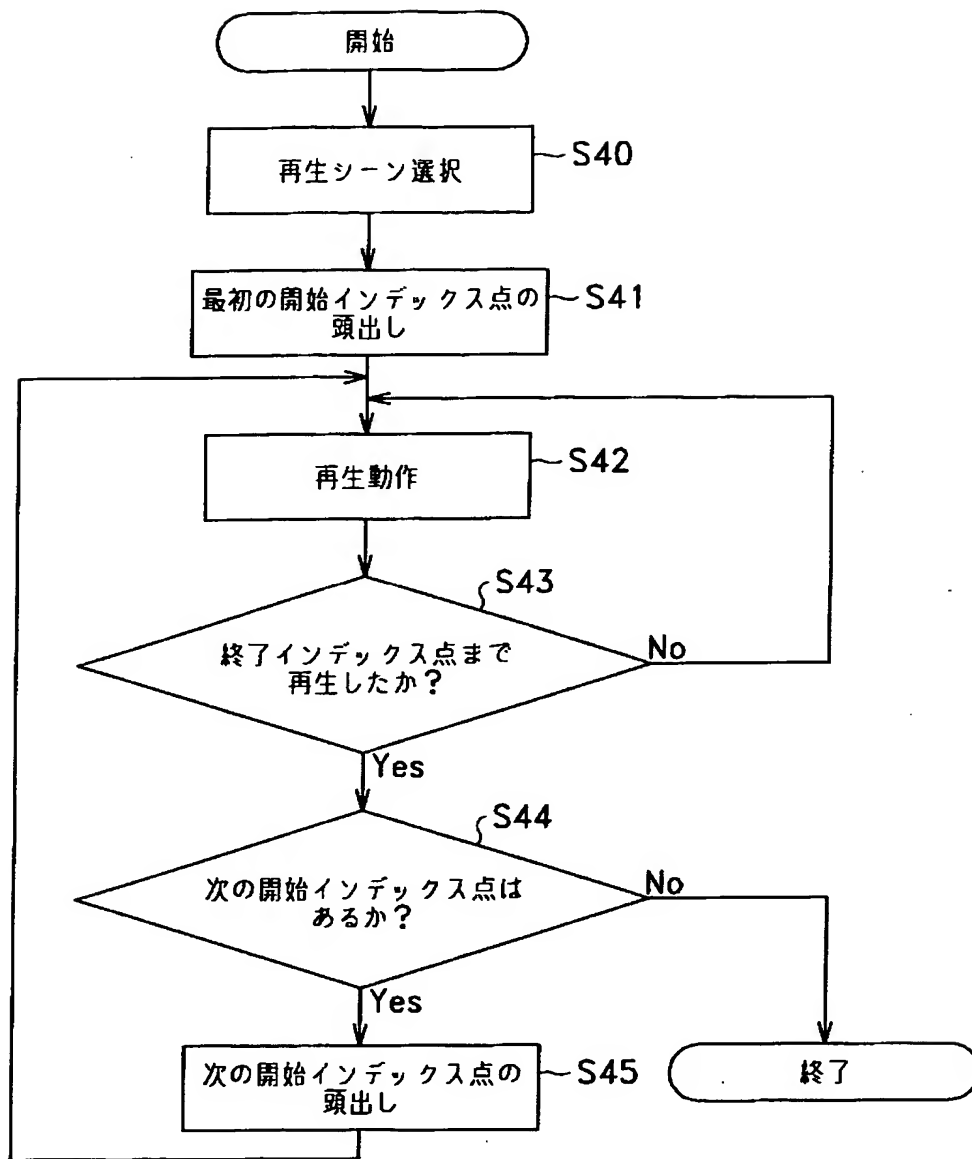 開始
再生シーン選択
S40
最初の開始インデックス点の
頭出し
S41
再生動作
S42
S43
終了インデックス点まで
再生したか?
No
Yes
S44
次の開始インデックス点は
あるか?
No
Yes
次の開始インデックス点の
頭出し
S45
終了